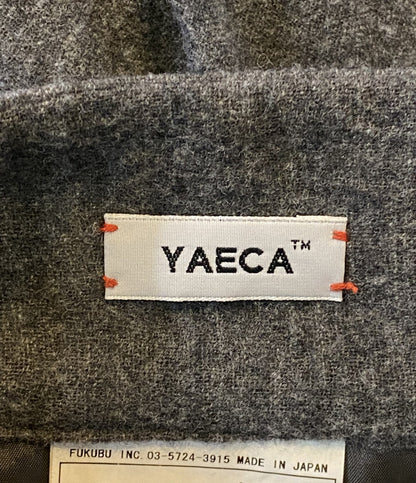 YAECA™
FUKUBU INC. 03-5724-3915 MADE IN JAPAN